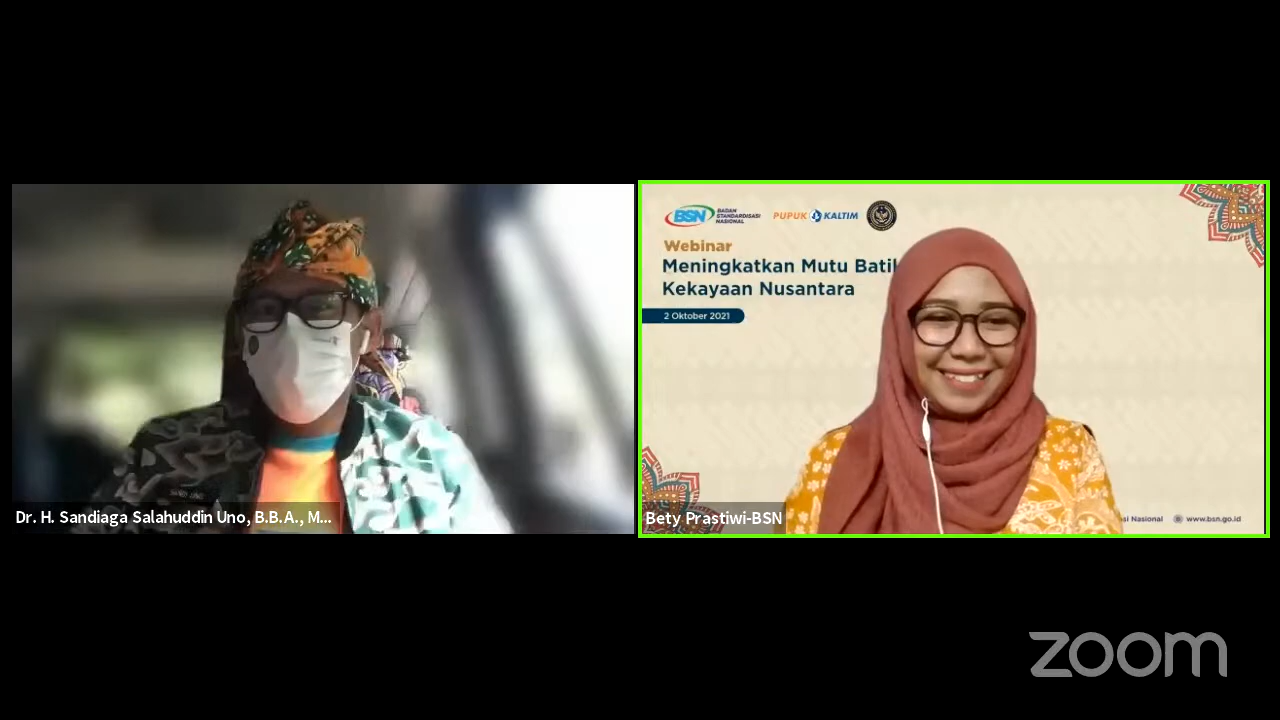 BSN BADAN
STANDARDISASI
NASIONAL
PUPUK KALTIM
Webinar
Meningkatkan Mutu Batik
Kekayaan Nusantara
2 Oktober 2021
Dr. H. Sandiaga Salahuddin Uno, B.B.A., M...
Bety Prastiwi-BSN
Nasional
www.bsn.go.id
zoom